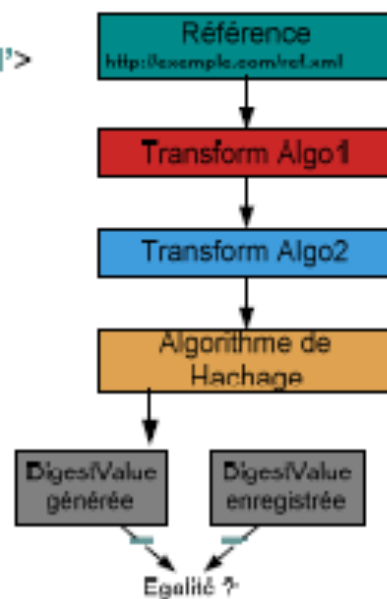 Référence
'>
http://exemple.com/ref.xml
Transform Algo1
Transform Algo2
Algorithme de
Hachage
DigestValue
générée
DigestValue
enregistrée
Egalité ?